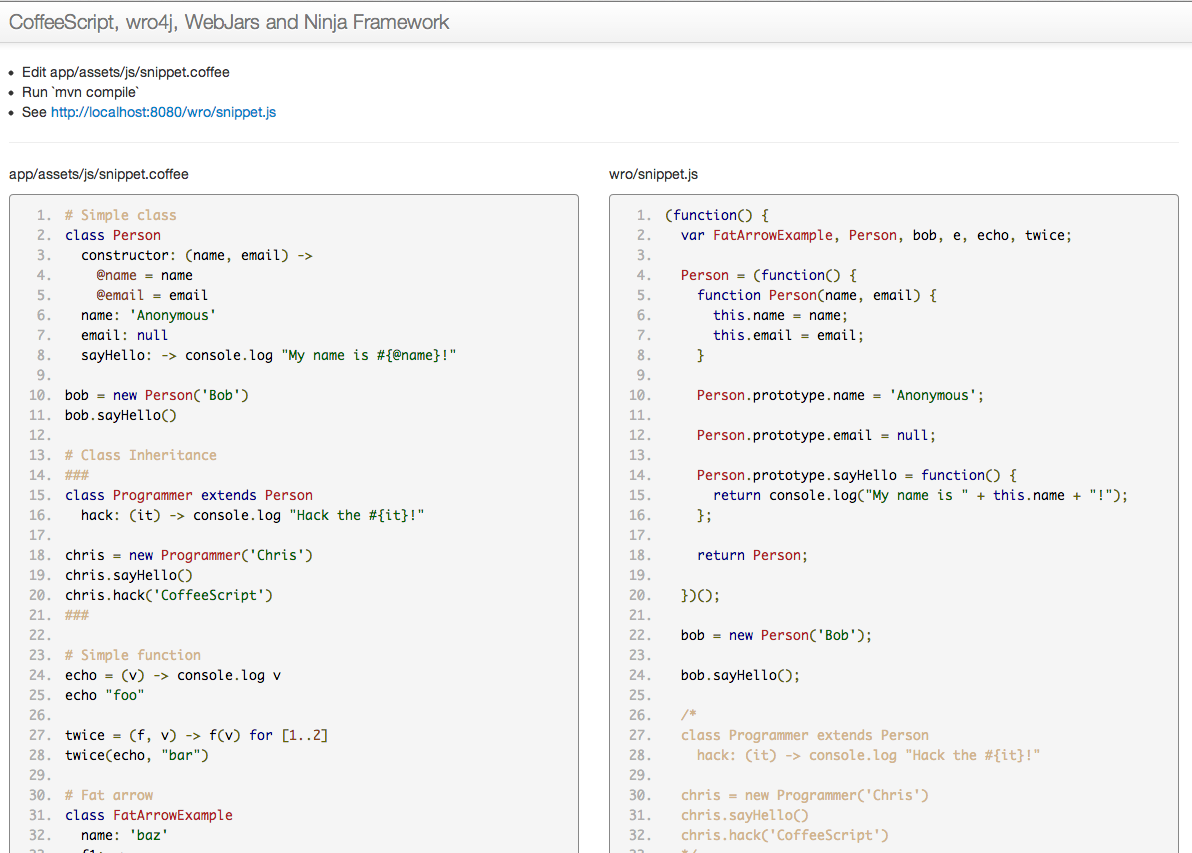 CoffeeScript, wro4j, WebJars and Ninja Framework
• Edit app/assets/js/snippet.coffee
• Run `mvn compile`
• See http://localhost:8080/wro/snippet.js
app/assets/js/snippet.coffee
1. # Simple class
2. class Person
3.   constructor: (name, email) ->
4.     @name = name
5.     @email = email
6.   name: 'Anonymous'
7.   email: null
8.   sayHello: -> console.log "My name is #{@name}!"
9.
10. bob = new Person('Bob')
11. bob.sayHello()
12.
13. # Class Inheritance
14. ###
15. class Programmer extends Person
16.   hack: (it) -> console.log "Hack the #{it}!"
17.
18. chris = new Programmer('Chris')
19. chris.sayHello()
20. chris.hack('CoffeeScript')
21. ###
22.
23. # Simple function
24. echo = (v) -> console.log v
25. echo "foo"
26.
27. twice = (f, v) -> f(v) for [1..2]
28. twice(echo, "bar")
29.
30. # Fat arrow
31. class FatArrowExample
32.   name: 'baz'
wro/snippet.js
1. (function() {
2.   var FatArrowExample, Person, bob, e, echo, twice;
3.
4.   Person = (function() {
5.     function Person(name, email) {
6.       this.name = name;
7.       this.email = email;
8.     }
9.
10.     Person.prototype.name = 'Anonymous';
11.
12.     Person.prototype.email = null;
13.
14.     Person.prototype.sayHello = function() {
15.       return console.log("My name is " + this.name + "!");
16.     };
17.
18.     return Person;
19.
20.   })();
21.
22.   bob = new Person('Bob');
23.
24.   bob.sayHello();
25.
26.   /*
27.   class Programmer extends Person
28.     hack: (it) -> console.log "Hack the #{it}!"
29.
30.   chris = new Programmer('Chris')
31.   chris.sayHello()
32.   chris.hack('CoffeeScript')